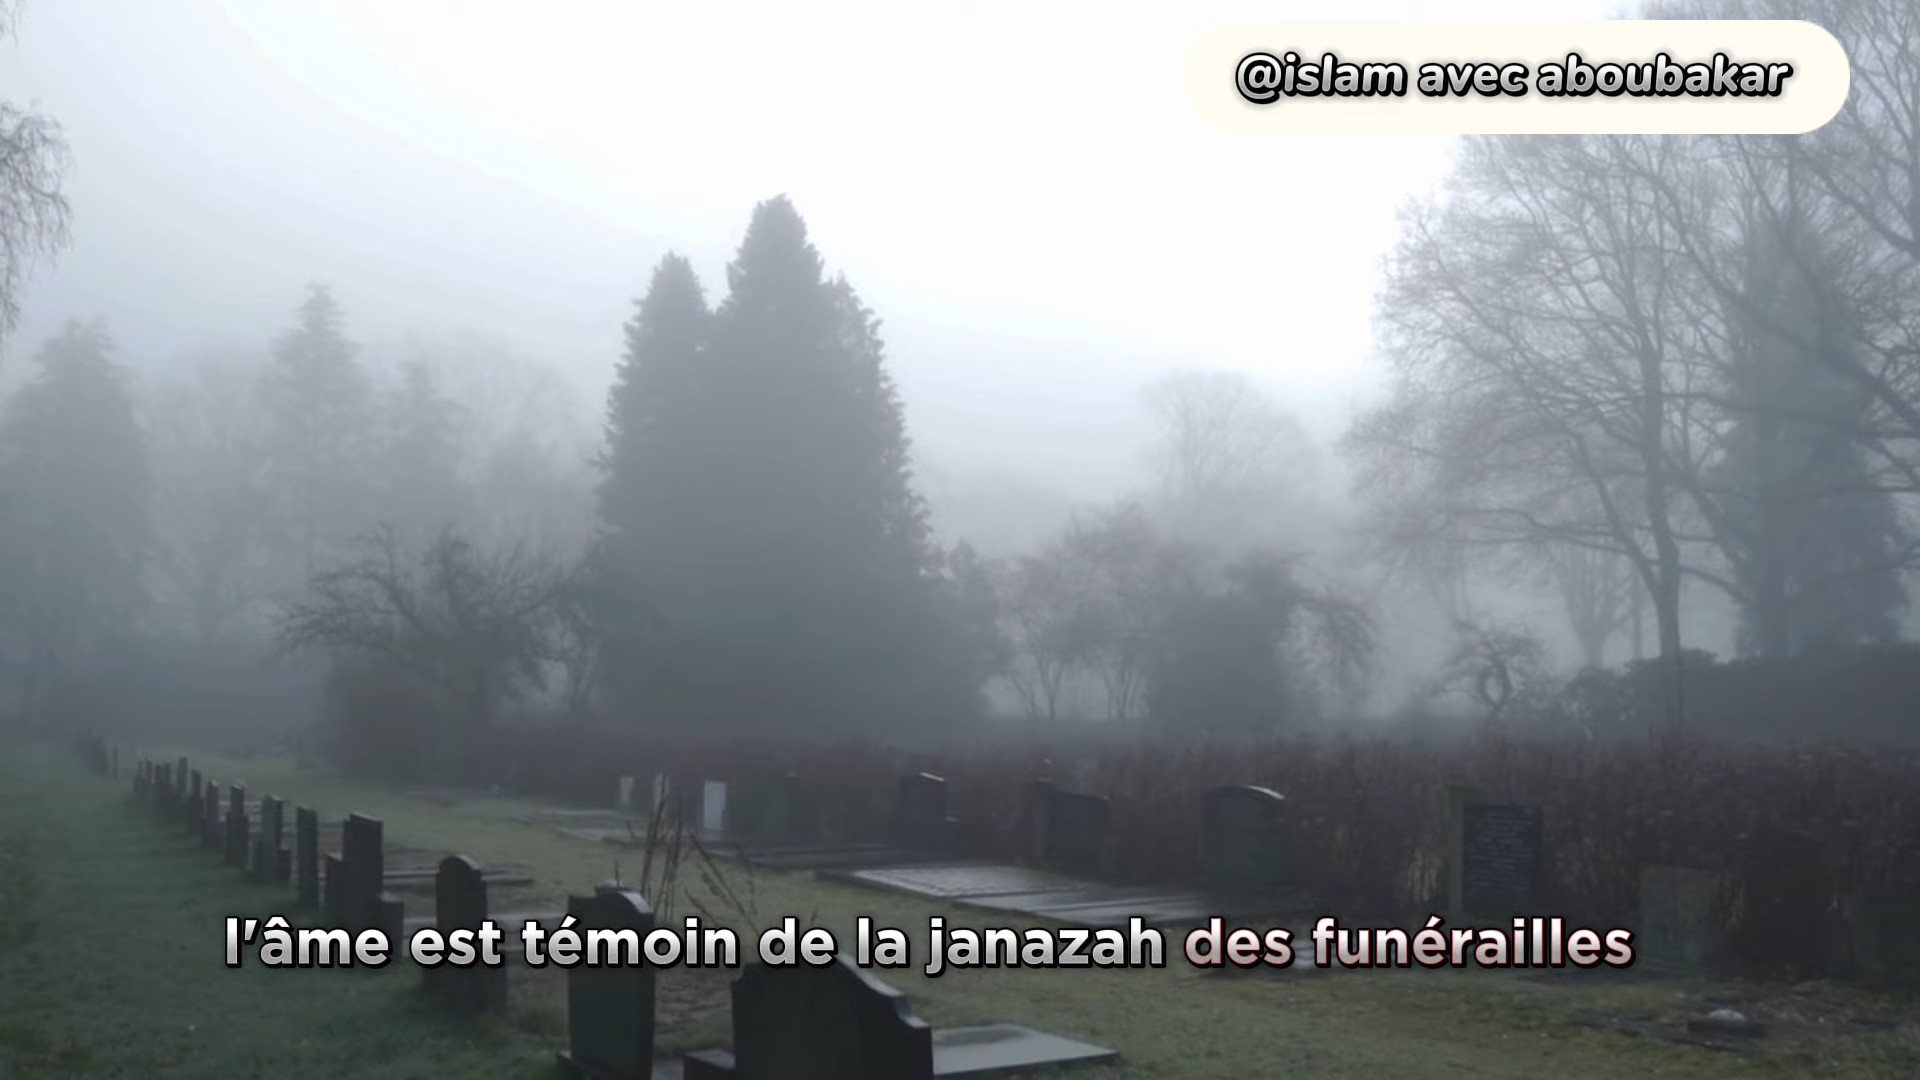 @islam avec aboubakar
l'âme est témoin de la janazah des funérailles